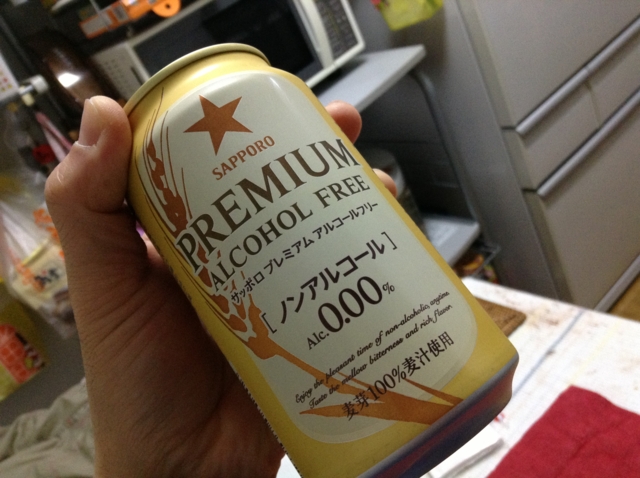 SAPPORO
PREMIUM
ALCOHOL FREE
サッポロ プレミアム アルコールフリー
[ノンアルコール]
Alc.0.00%
Enjoy the pleasant time of non-alcoholic, anytime.
Taste the mellow bitterness and rich flavor.
麦芽100%麦汁使用